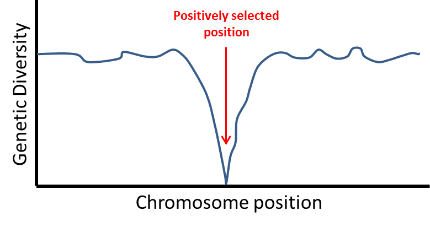 Positively selected
position
Genetic Diversity
Chromosome position